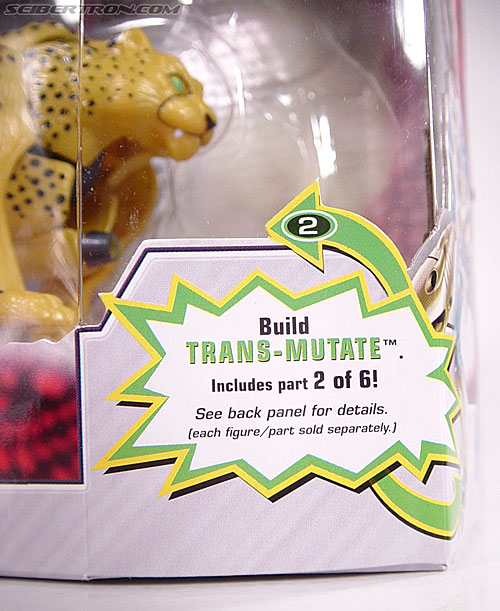 SEIBERTRON.COM
2
Build
TRANS-MUTATE™.
Includes part 2 of 6!
See back panel for details.
(each figure/part sold separately.)